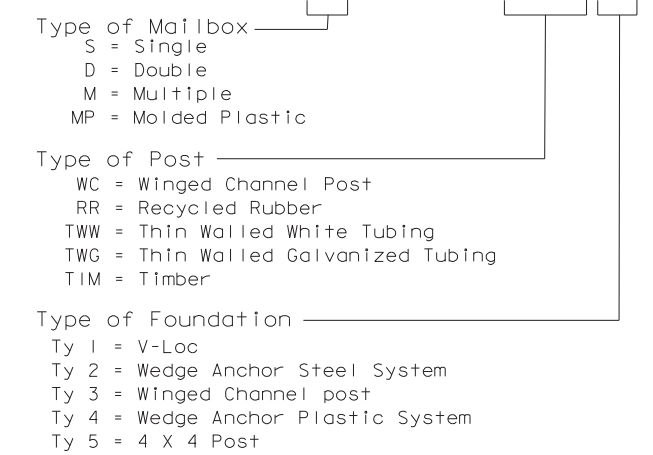 Type of Mailbox
S = Single
D = Double
M = Multiple
MP = Molded Plastic
Type of Post
WC = Winged Channel Post
RR = Recycled Rubber
TWW = Thin Walled White Tubing
TWG = Thin Walled Galvanized Tubing
TIM = Timber
Type of Foundation
Ty 1 = V-Loc
Ty 2 = Wedge Anchor Steel System
Ty 3 = Winged Channel post
Ty 4 = Wedge Anchor Plastic System
Ty 5 = 4 X 4 Post